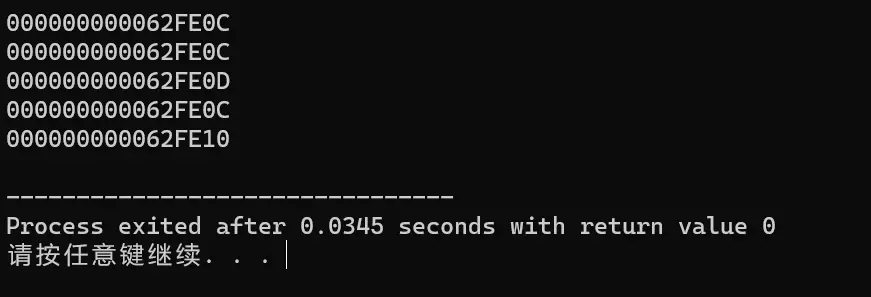 000000000062FE0C
000000000062FE0C
000000000062FE0D
000000000062FE0C
000000000062FE10
--------------------------------
Process exited after 0.0345 seconds with return value 0
请按任意键继续. . .